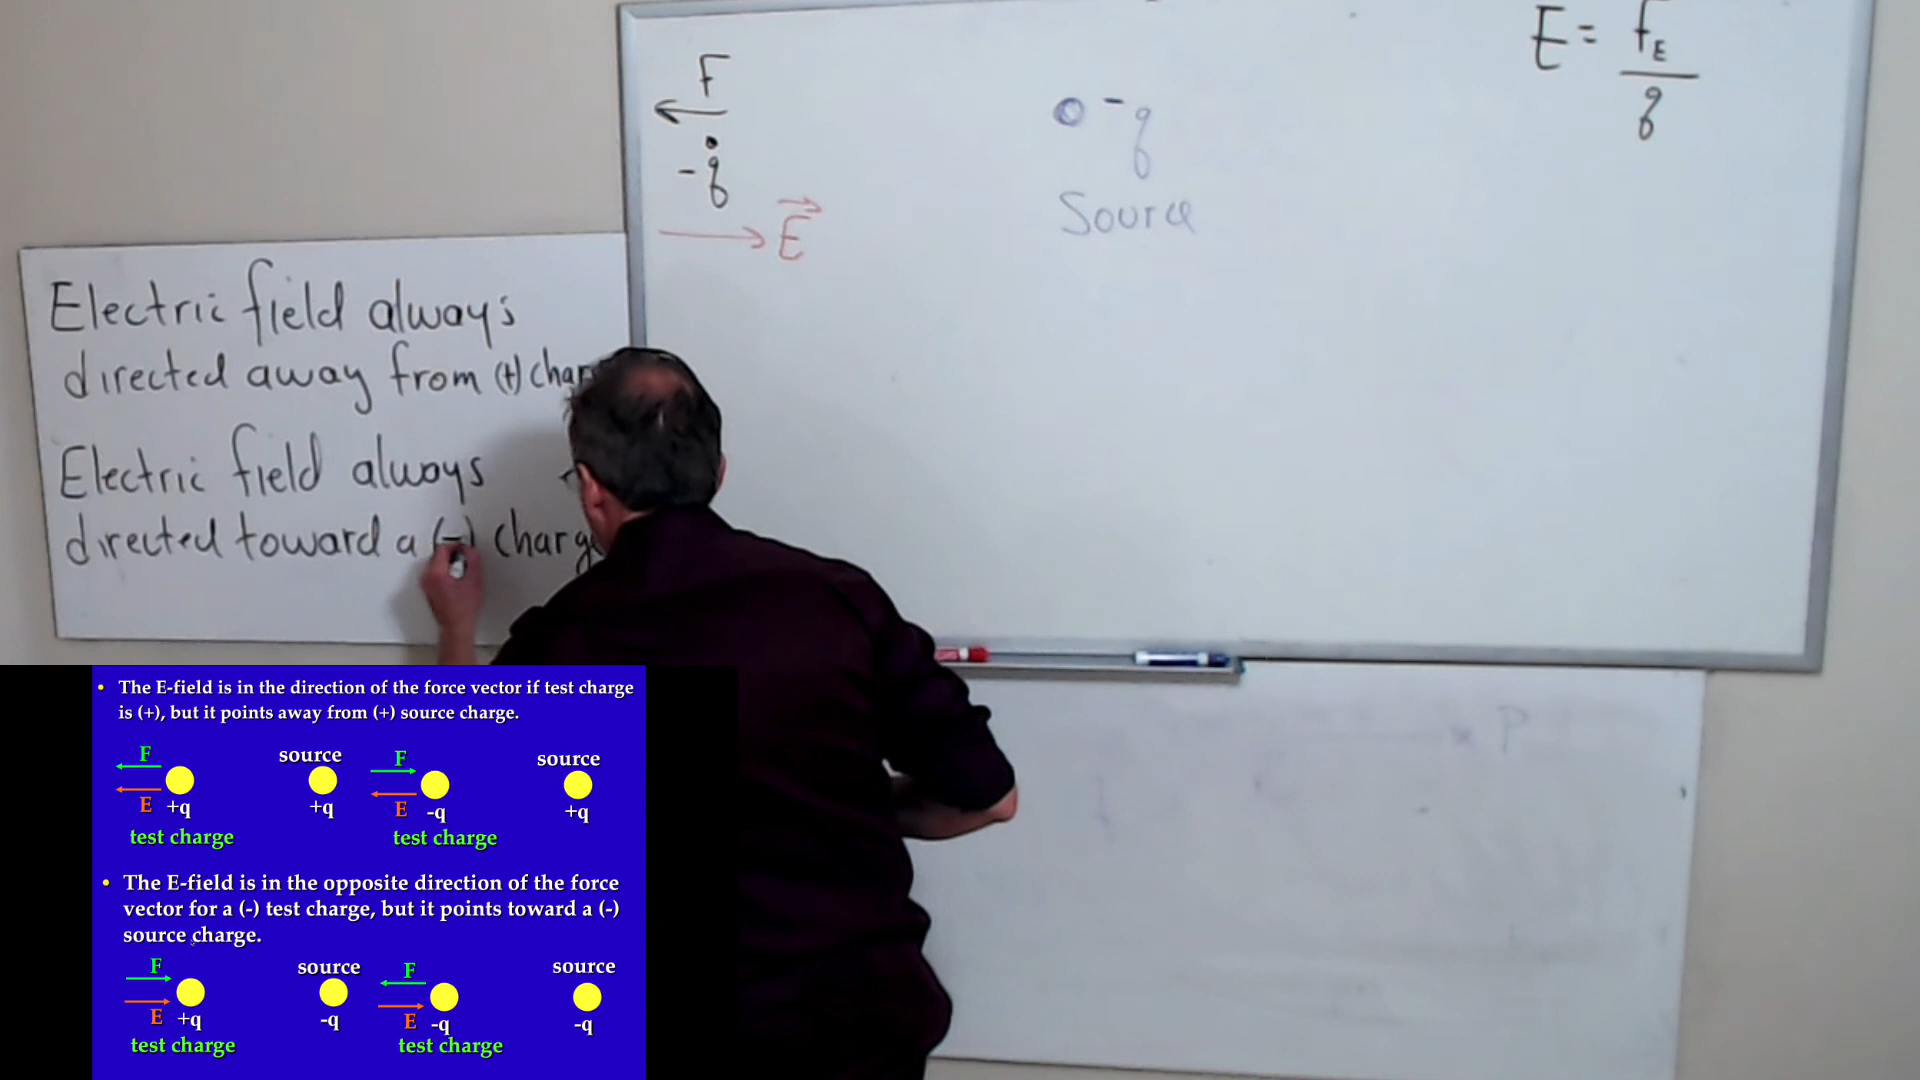 F
-q
E
-q
Source
E = FE
q
Electric field always
directed away from (+)
Electric field always
directed toward a (-) charge
• The E-field is in the direction of the force vector if test charge
is (+), but it points away from (+) source charge.
F source F source
E +q +q E -q +q
test charge test charge
• The E-field is in the opposite direction of the force
vector for a (-) test charge, but it points toward a (-)
source charge.
F source F source
E +q -q E -q -q
test charge test charge
P